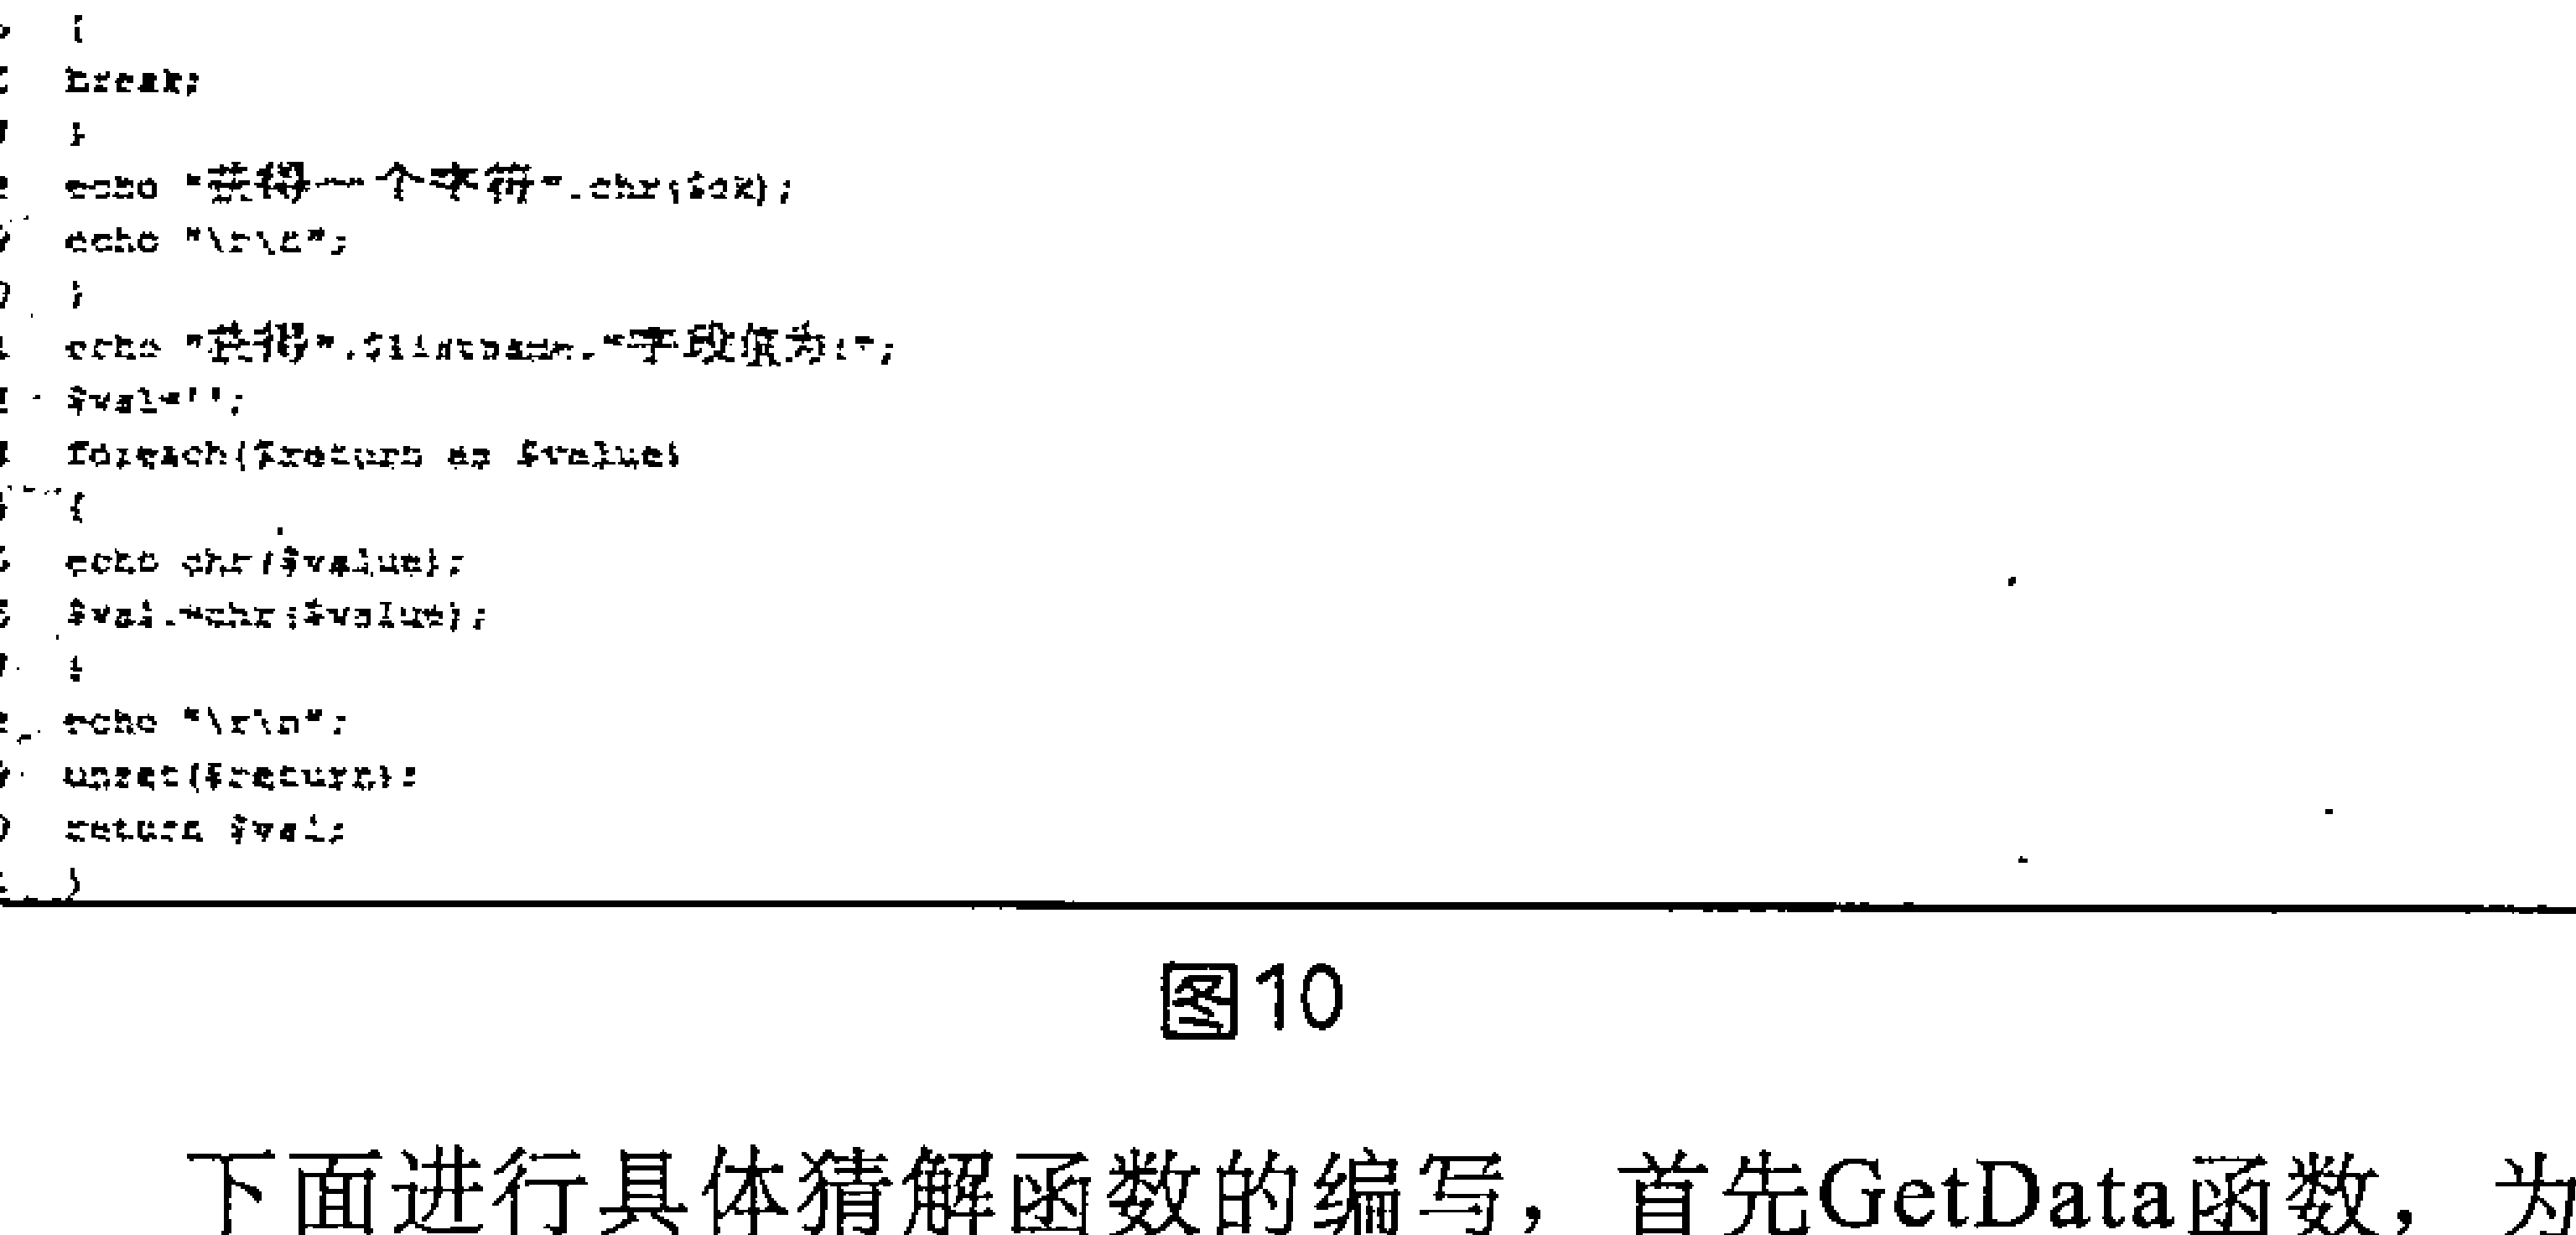 {
break;
}
echo "获得一个字符".chr($ok);
echo "\r\n";
}
echo "获得".$listname."字段值为:";
$val='';
foreach($return as $value)
{
echo chr($value);
$val.=chr($value);
}
echo "\r\n";
unset($return);
return $val;
}
图10
下面进行具体猜解函数的编写，首先GetData函数，为